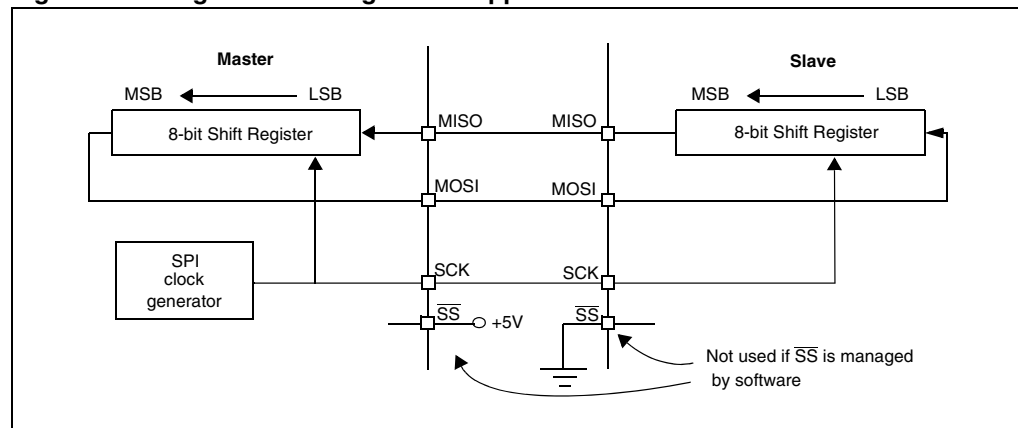 Master
Slave
MSB LSB
MSB LSB
8-bit Shift Register
MISO
MISO
8-bit Shift Register
MOSI
MOSI
SPI
clock
generator
SCK
SCK
SS
+5V
SS
Not used if SS is managed
by software